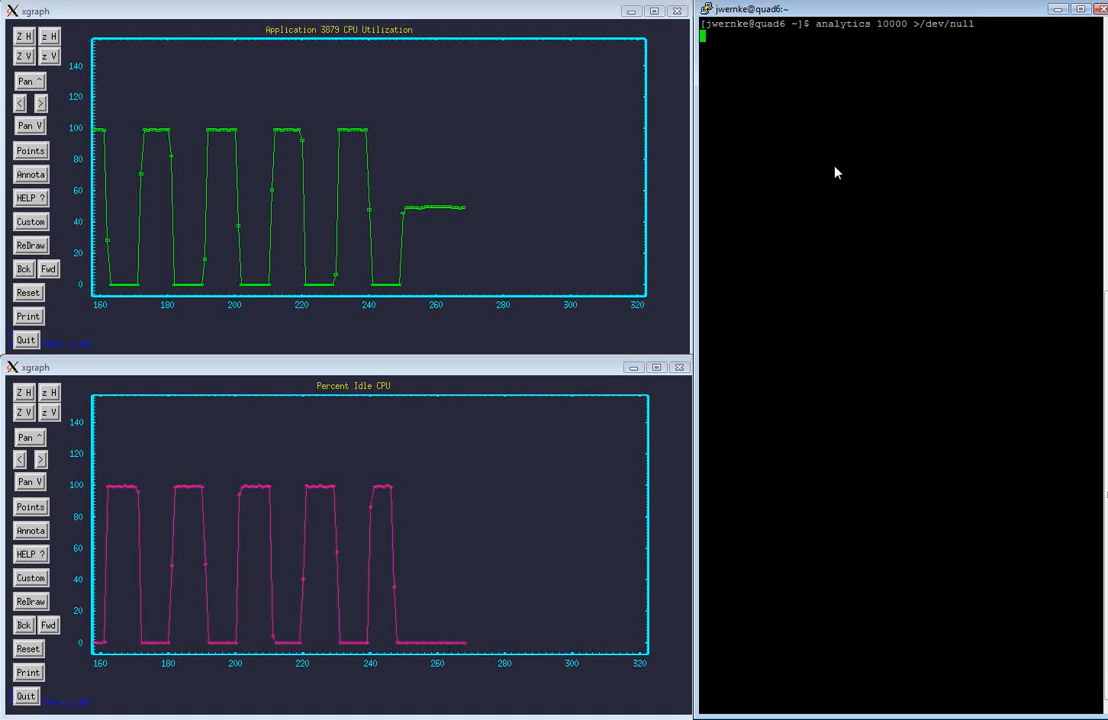 xgraph
Application 3879 CPU Utilization
Z H z H
Z V z V
Pan ^
< >
Pan V
Points
Annota
HELP ?
Custom
ReDraw
Bck Fwd
Reset
Print
Quit
140
120
100
80
60
40
20
0
160 180 200 220 240 260 280 300 320
xgraph
Percent Idle CPU
Z H z H
Z V z V
Pan ^
< >
Pan V
Points
Annota
HELP ?
Custom
ReDraw
Bck Fwd
Reset
Print
Quit
140
120
100
80
60
40
20
0
160 180 200 220 240 260 280 300 320
jwernke@quad6:~
[jwernke@quad6 ~]$ analytics 10000 >/dev/null